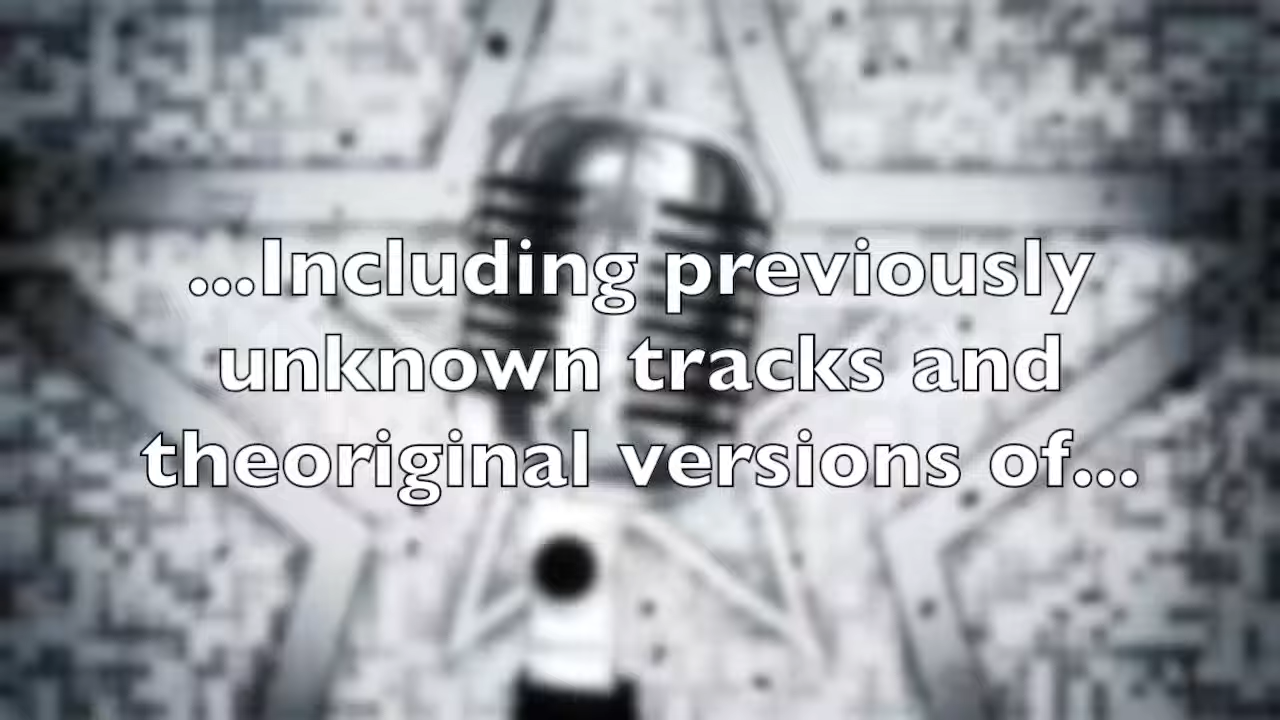 ...Including previously
unknown tracks and
theoriginal versions of...